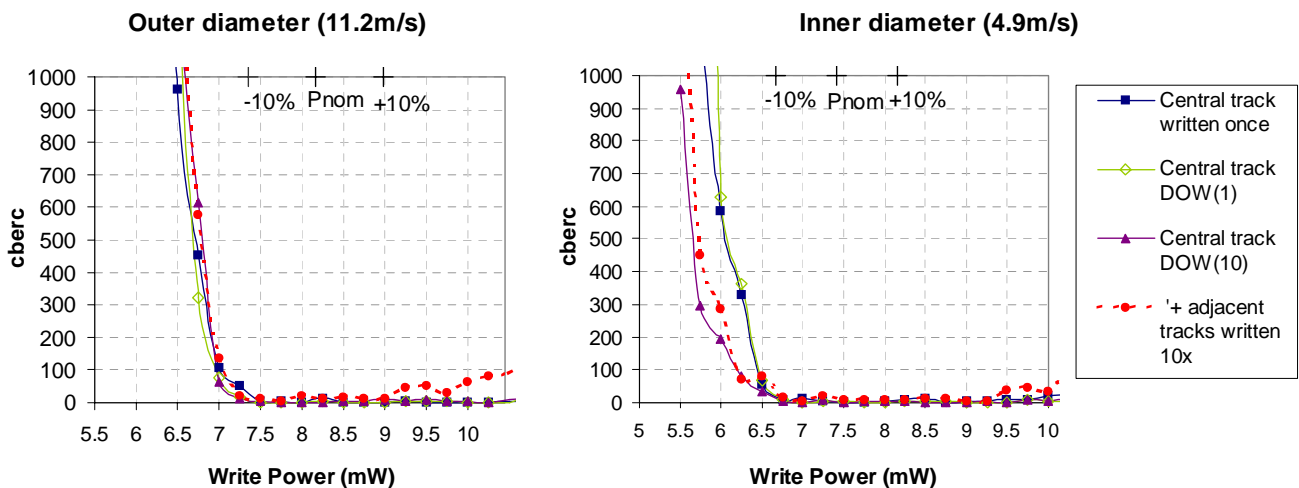 Outer diameter (11.2m/s)
1000
900
800
700
600
500
400
300
200
100
0
cberc
-10% Pnom +10%
5.5 6 6.5 7 7.5 8 8.5 9 9.5 10
Write Power (mW)
Inner diameter (4.9m/s)
1000
900
800
700
600
500
400
300
200
100
0
cberc
-10% Pnom +10%
5 5.5 6 6.5 7 7.5 8 8.5 9 9.5 10
Write Power (mW)
Central track
written once
Central track
DOW(1)
Central track
DOW(10)
'+ adjacent
tracks written
10x